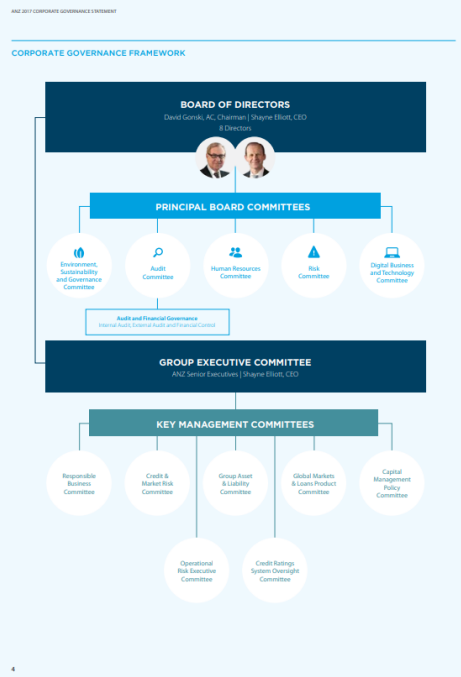 ANZ 2017 CORPORATE GOVERNANCE STATEMENT
CORPORATE GOVERNANCE FRAMEWORK
BOARD OF DIRECTORS
David Gonski, AC, Chairman | Shayne Elliott, CEO
8 Directors
PRINCIPAL BOARD COMMITTEES
Environment,
Sustainability
and Governance
Committee
Audit
Committee
Human Resources
Committee
Risk
Committee
Digital Business
and Technology
Committee
Audit and Financial Governance
Internal Audit, External Audit and Financial Control
GROUP EXECUTIVE COMMITTEE
ANZ Senior Executives | Shayne Elliott, CEO
KEY MANAGEMENT COMMITTEES
Responsible
Business
Committee
Credit &
Market Risk
Committee
Group Asset
& Liability
Committee
Global Markets
& Loans Product
Committee
Capital
Management
Policy
Committee
Operational
Risk Executive
Committee
Credit Ratings
System Oversight
Committee
4